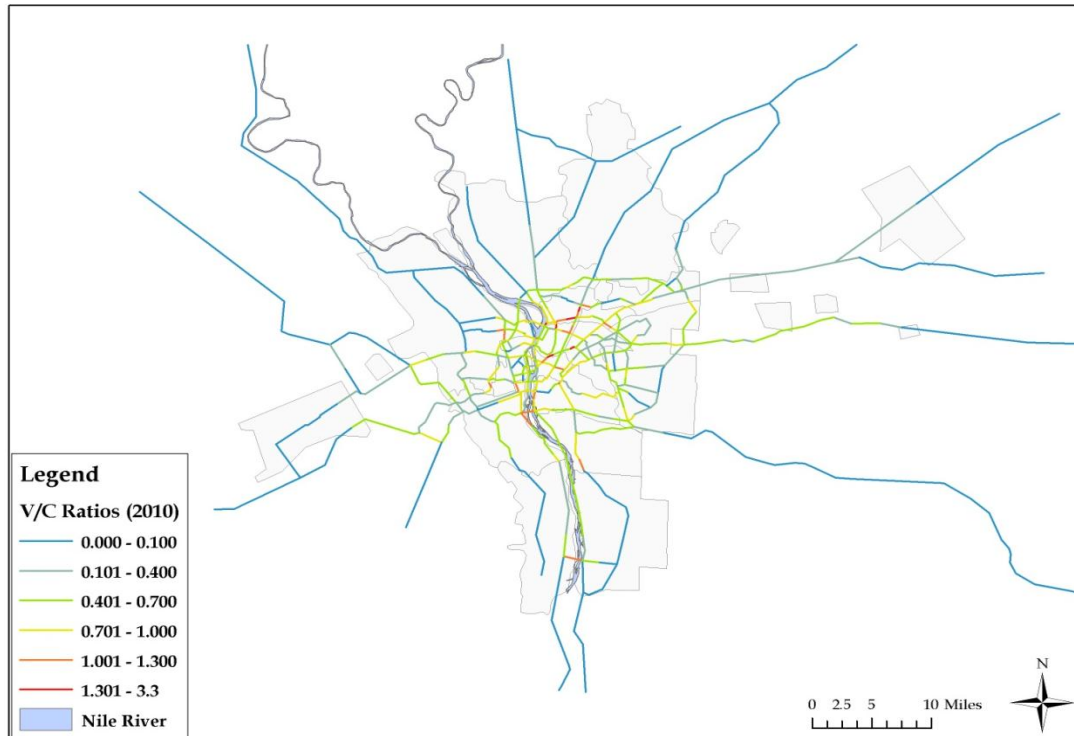 Legend
V/C Ratios (2010)
0.000 - 0.100
0.101 - 0.400
0.401 - 0.700
0.701 - 1.000
1.001 - 1.300
1.301 - 3.3
Nile River
N
0 2.5 5 10 Miles